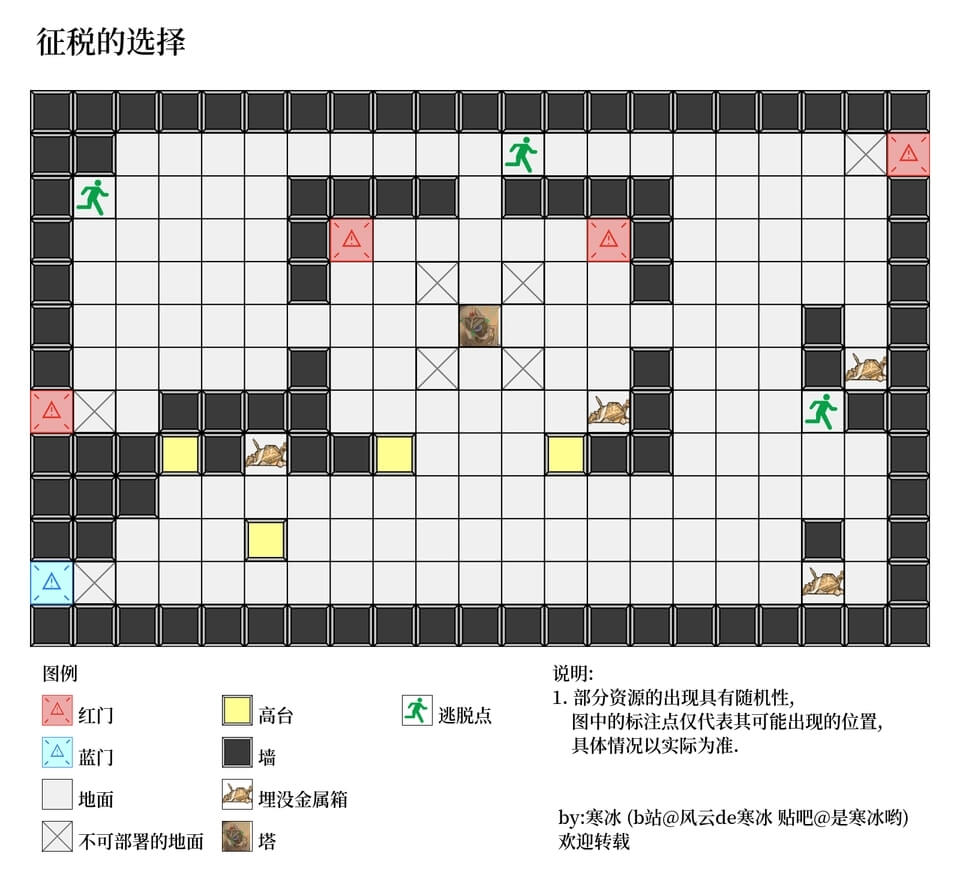 征税的选择
图例
红门
蓝门
地面
不可部署的地面
高台
墙
埋没金属箱
塔
逃脱点
说明:
1. 部分资源的出现具有随机性,
图中的标注点仅代表其可能出现的位置,
具体情况以实际为准.
by:寒冰 (b站@风云de寒冰 贴吧@是寒冰哟)
欢迎转载